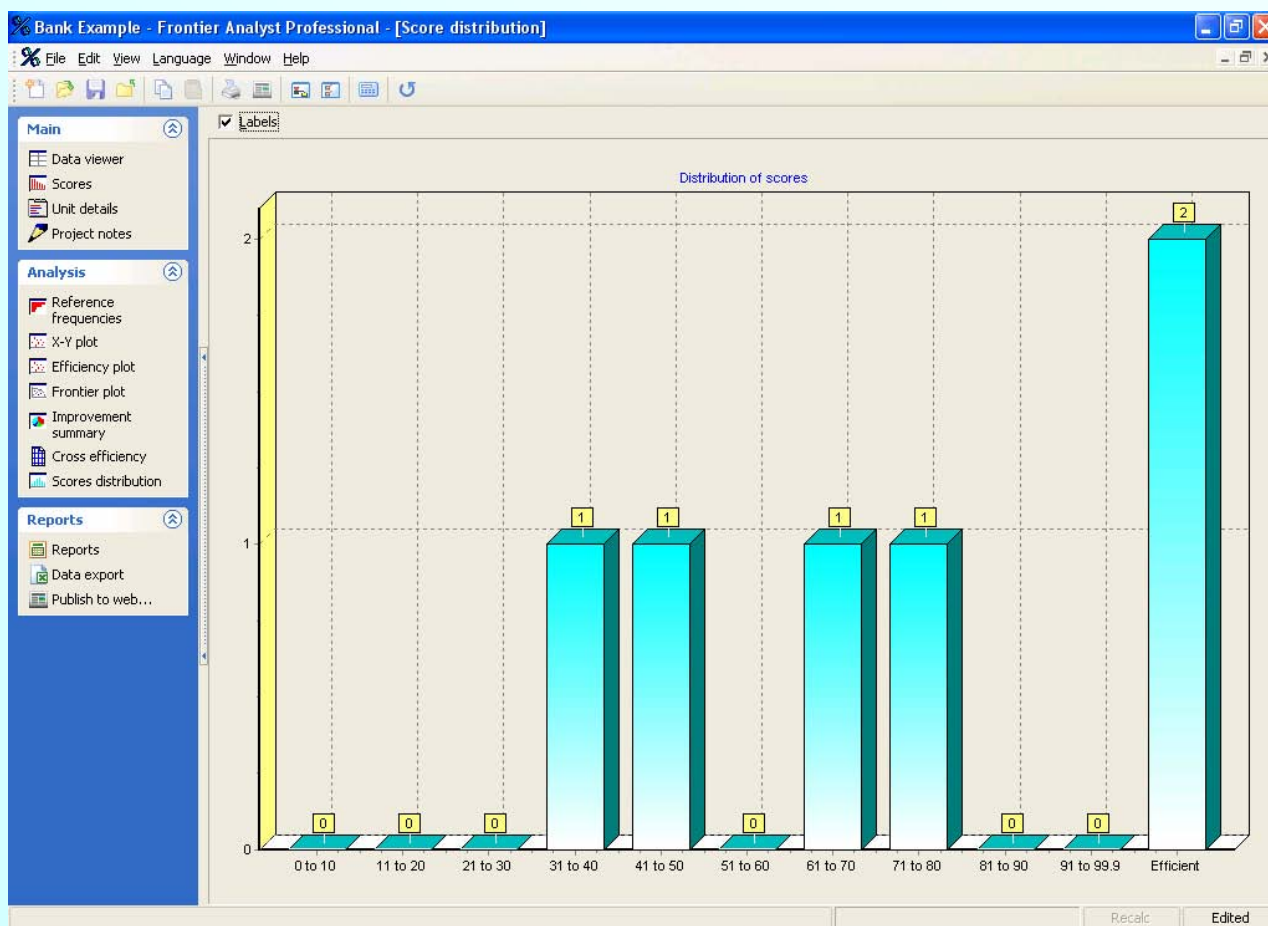 Bank Example - Frontier Analyst Professional - [Score distribution]
File Edit View Language Window Help
Main
Data viewer
Scores
Unit details
Project notes
Analysis
Reference
frequencies
X-Y plot
Efficiency plot
Frontier plot
Improvement
summary
Cross efficiency
Scores distribution
Reports
Reports
Data export
Publish to web...
Labels
Distribution of scores
2
1
0
0 0 0 1 1 0 1 1 0 0 2
0 to 10 11 to 20 21 to 30 31 to 40 41 to 50 51 to 60 61 to 70 71 to 80 81 to 90 91 to 99.9 Efficient
Recalc Edited